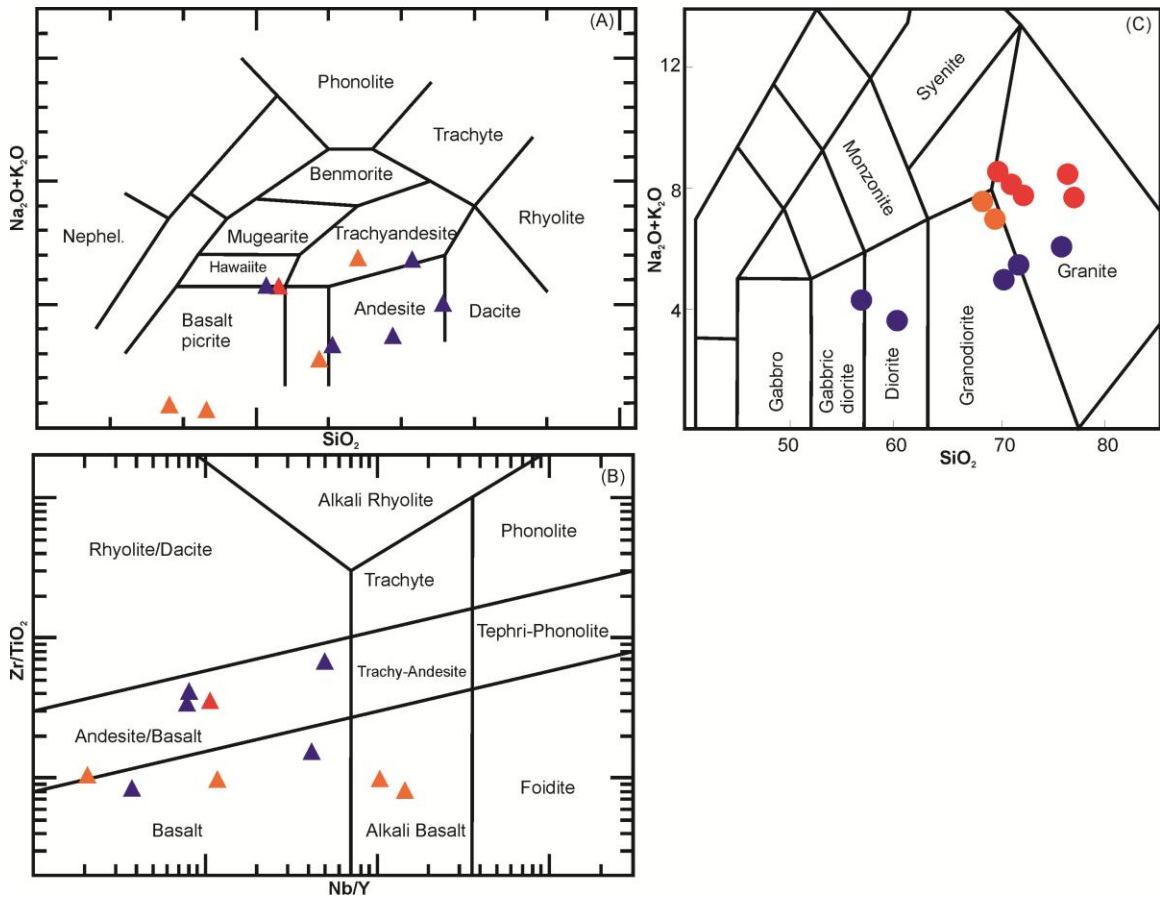 (A)
Phonolite
Trachyte
Benmorite
Rhyolite
Nephel.
Mugearite
Trachyandesite
Hawaiite
Basalt
picrite
Andesite
Dacite
Na₂O+K₂O
SiO₂
(B)
Alkali Rhyolite
Rhyolite/Dacite
Phonolite
Trachyte
Tephri-Phonolite
Trachy-Andesite
Andesite/Basalt
Foidite
Basalt
Alkali Basalt
Zr/TiO₂
Nb/Y
(C)
12
8
4
Na₂O+K₂O
Syenite
Monzonite
Granite
Gabbro
Gabbric
diorite
Diorite
Granodiorite
50
60
70
80
SiO₂